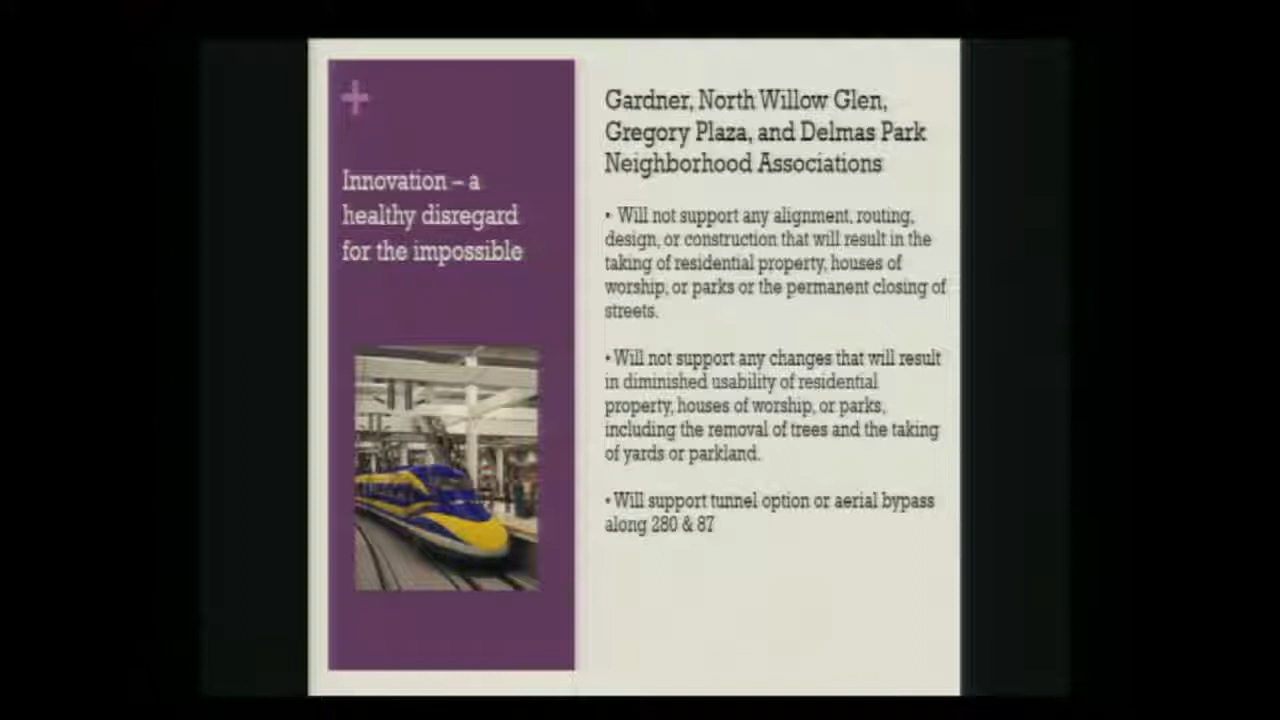 +
Innovation – a
healthy disregard
for the impossible
Gardner, North Willow Glen,
Gregory Plaza, and Delmas Park
Neighborhood Associations
• Will not support any alignment, routing,
design, or construction that will result in the
taking of residential property, houses of
worship, or parks or the permanent closing of
streets.
• Will not support any changes that will result
in diminished usability of residential
property, houses of worship, or parks,
including the removal of trees and the taking
of yards or parkland.
• Will support tunnel option or aerial bypass
along 280 & 87